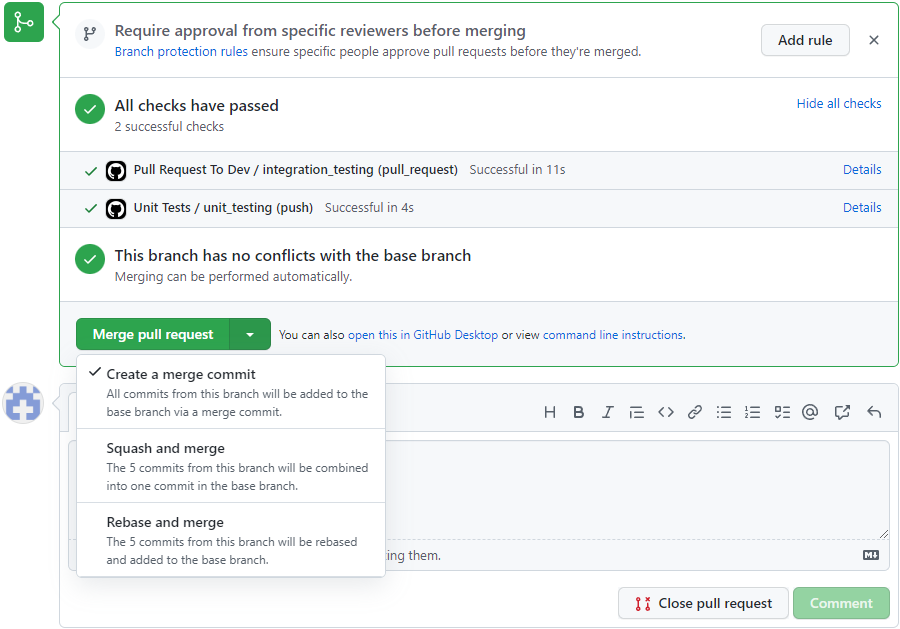 Require approval from specific reviewers before merging
Branch protection rules ensure specific people approve pull requests before they're merged.
Add rule
All checks have passed
2 successful checks
Hide all checks
Pull Request To Dev / integration_testing (pull_request) Successful in 11s
Details
Unit Tests / unit_testing (push) Successful in 4s
Details
This branch has no conflicts with the base branch
Merging can be performed automatically.
Merge pull request
You can also open this in GitHub Desktop or view command line instructions.
Create a merge commit
All commits from this branch will be added to the
base branch via a merge commit.
Squash and merge
The 5 commits from this branch will be combined
into one commit in the base branch.
Rebase and merge
The 5 commits from this branch will be rebased
and added to the base branch.
them.
Close pull request
Comment